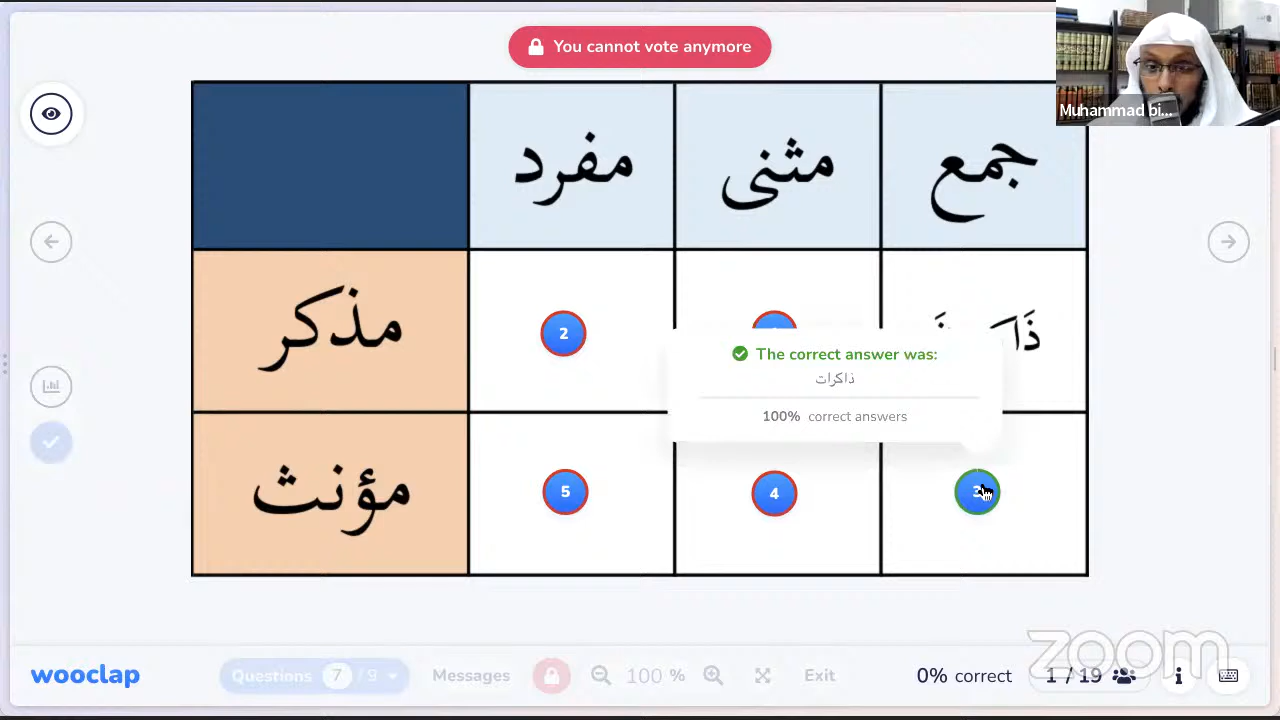 You cannot vote anymore
Muhammad bi...
جمع
مثنى
مفرد
مذكر
2
The correct answer was:
ذاكرات
100% correct answers
مؤنث
5
4
3
wooclap
Questions 7 / 9
Messages
100 %
Exit
0% correct
1 / 19
zoom